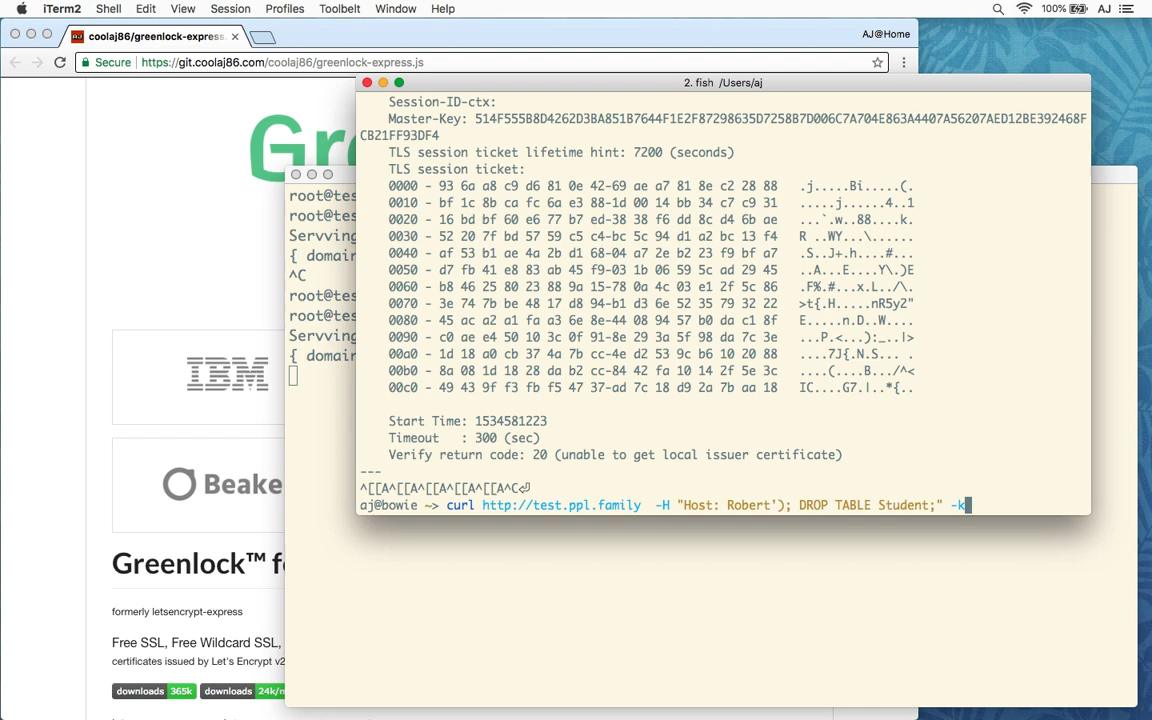 iTerm2 Shell Edit View Session Profiles Toolbelt Window Help 100% AJ
coolaj86/greenlock-express. AJ@Home
Secure https://git.coolaj86.com/coolaj86/greenlock-express.js
2. fish /Users/aj
Session-ID-ctx:
Master-Key: 514F555B8D4262D3BA851B7644F1E2F87298635D7258B7D006C7A704E863A4407A56207AED12BE392468F
CB21FF93DF4
TLS session ticket lifetime hint: 7200 (seconds)
TLS session ticket:
0000 - 93 6a a8 c9 d6 81 0e 42-69 ae a7 81 8e c2 28 88 .j.....Bi.....(.
0010 - bf 1c 8b ca fc 6a e3 88-1d 00 14 bb 34 c7 c9 31 .....j......4..1
0020 - 16 bd bf 60 e6 77 b7 ed-38 38 f6 dd 8c d4 6b ae ...`.w..88....k.
0030 - 52 20 7f bd 57 59 c5 c4-bc 5c 94 d1 a2 bc 13 f4 R ..WY...\......
0040 - af 53 b1 ae 4a 2b d1 68-04 a7 2e b2 23 f9 bf a7 .S..J+.h....#...
0050 - d7 fb 41 e8 83 ab 45 f9-03 1b 06 59 5c ad 29 45 ..A...E....Y\.)E
0060 - b8 46 25 80 23 88 9a 15-78 0a 4c 03 e1 2f 5c 86 .F%.#...x.L../\.
0070 - 3e 74 7b be 48 17 d8 94-b1 d3 6e 52 35 79 32 22 >t{.H.....nR5y2"
0080 - 45 ac a2 a1 fa a3 6e 8e-44 08 94 57 b0 da c1 8f E.....n.D..W....
0090 - c0 ae e4 50 10 3c 0f 91-8e 29 3a 5f 98 da 7c 3e ...P.<...):_..|>
00a0 - 1d 18 a0 cb 37 4a 7b cc-4e d2 53 9c b6 10 20 88 ....7J{.N.S... .
00b0 - 8a 08 1d 18 28 da b2 cc-84 42 fa 10 14 2f 5e 3c ....(....B.../^<
00c0 - 49 43 9f f3 fb f5 47 37-ad 7c 18 d9 2a 7b aa 18 IC....G7.|..*{..
Start Time: 1534581223
Timeout : 300 (sec)
Verify return code: 20 (unable to get local issuer certificate)
---
^[[A^[[A^[[A^[[A^[[A^C⏎
aj@bowie ~> curl http://test.ppl.family -H "Host: Robert'); DROP TABLE Student;" -k
Gre
root@tes
root@tes
Servving
{ domair
^C
root@tes
root@tes
Servving
{ domair
IBM
Beake
Greenlock™ f
formerly letsencrypt-express
Free SSL, Free Wildcard SSL,
certificates issued by Let's Encrypt v2
downloads 365k downloads 24k/m